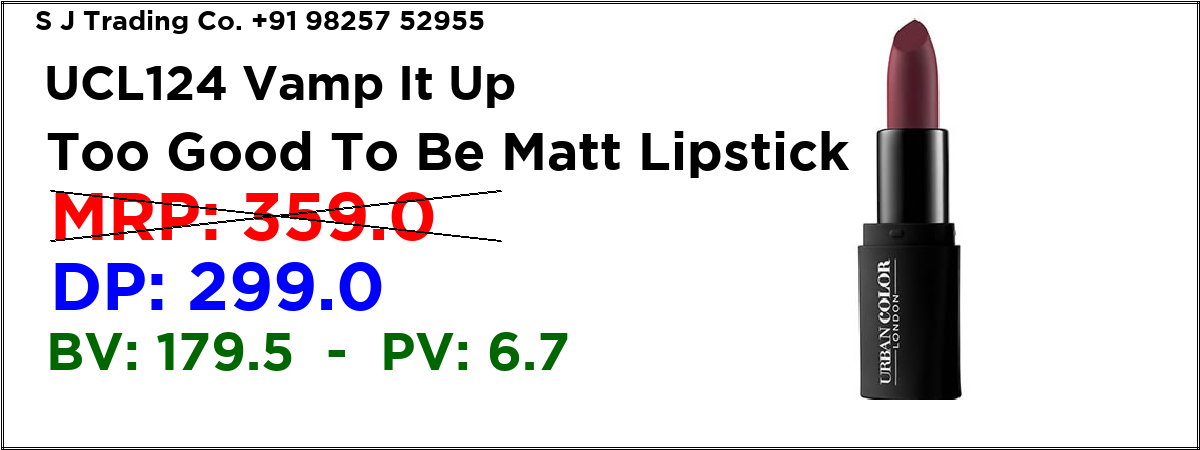 S J Trading Co. +91 98257 52955
UCL124 Vamp It Up
Too Good To Be Matt Lipstick
MRP: 359.0
DP: 299.0
BV: 179.5 - PV: 6.7
URBAN COLOR
LONDON